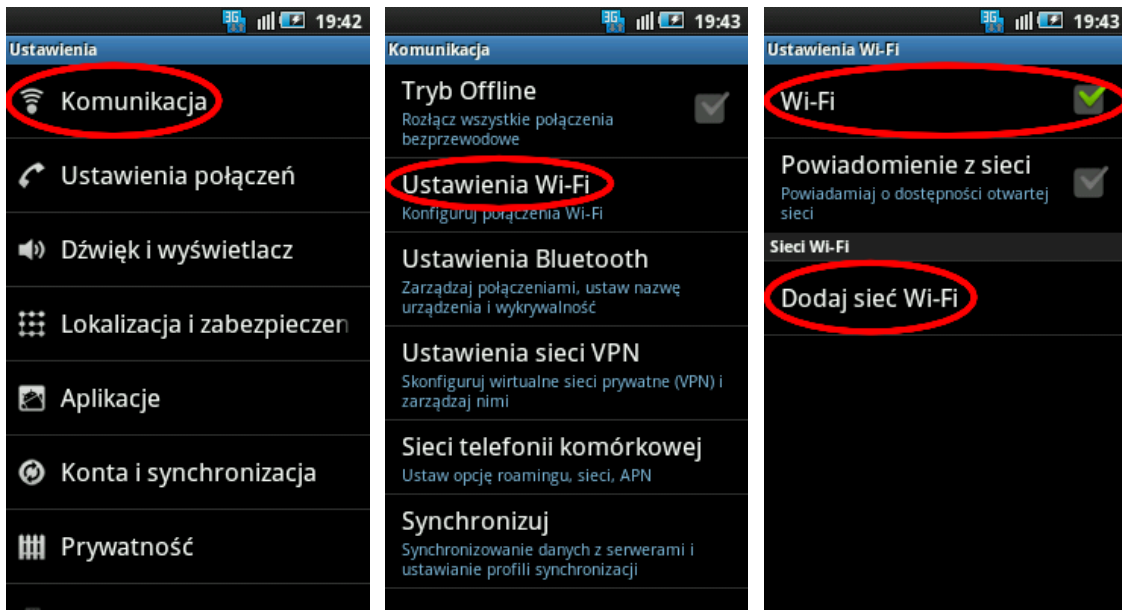 3G 19:42
Ustawienia
Komunikacja
Ustawienia połączeń
Dźwięk i wyświetlacz
Lokalizacja i zabezpieczen
Aplikacje
Konta i synchronizacja
Prywatność
3G 19:43
Komunikacja
Tryb Offline
Rozłącz wszystkie połączenia
bezprzewodowe
Ustawienia Wi-Fi
Konfiguruj połączenia Wi-Fi
Ustawienia Bluetooth
Zarządzaj połączeniami, ustaw nazwę
urządzenia i wykrywalność
Ustawienia sieci VPN
Skonfiguruj wirtualne sieci prywatne (VPN) i
zarządzaj nimi
Sieci telefonii komórkowej
Ustaw opcję roamingu, sieci, APN
Synchronizuj
Synchronizowanie danych z serwerami i
ustawianie profili synchronizacji
3G 19:43
Ustawienia Wi-Fi
Wi-Fi
Powiadomienie z sieci
Powiadamiaj o dostępności otwartej
sieci
Sieci Wi-Fi
Dodaj sieć Wi-Fi